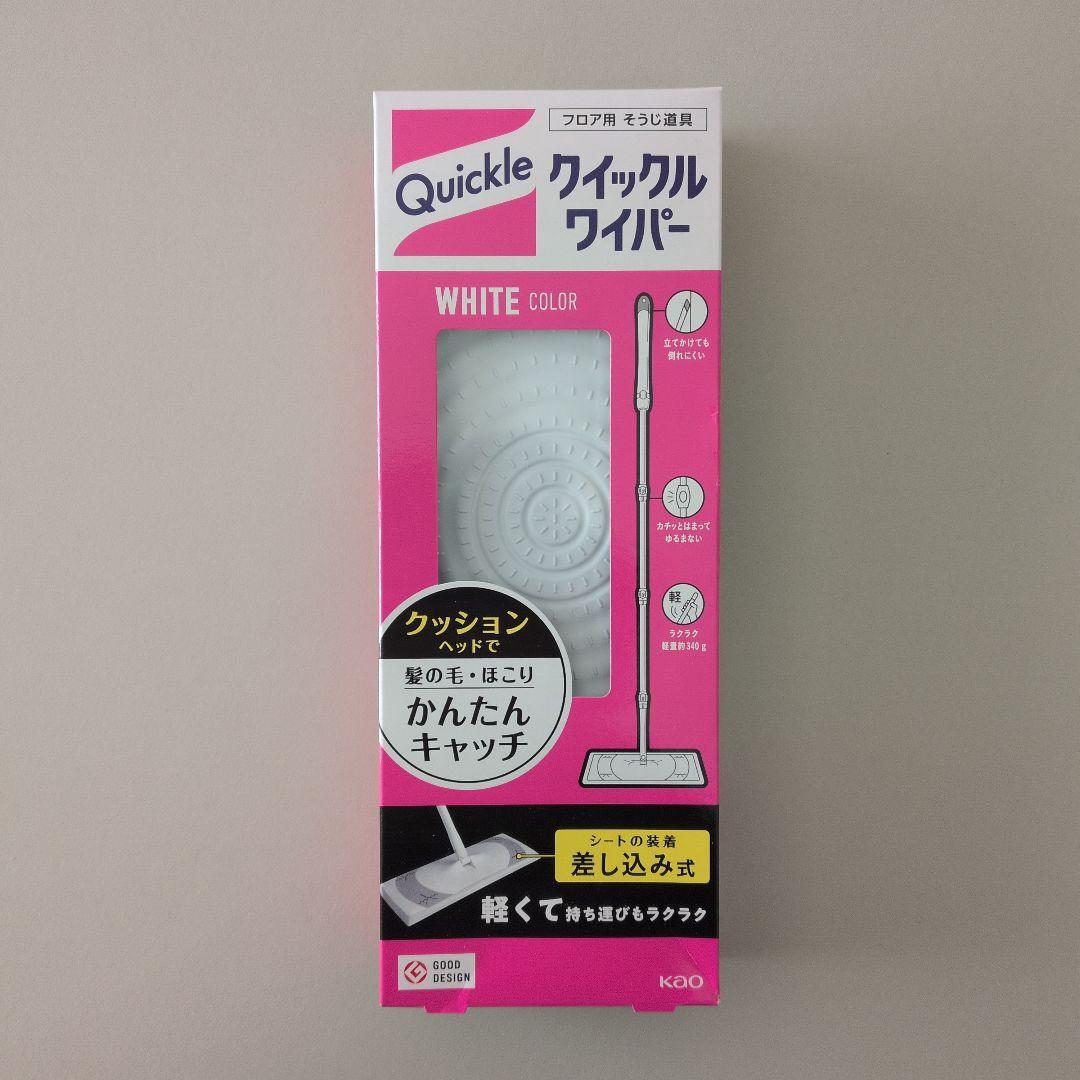 フロア用 そうじ道具
Quickle
クイックル
ワイパー
WHITE COLOR
立てかけても
倒れにくい
カチッとはまって
ゆるまない
軽
ラクラク
軽量約340g
クッション
ヘッドで
髪の毛・ほこり
かんたん
キャッチ
シートの装着
差し込み式
軽くて持ち運びもラクラク
GOOD
DESIGN
Kao